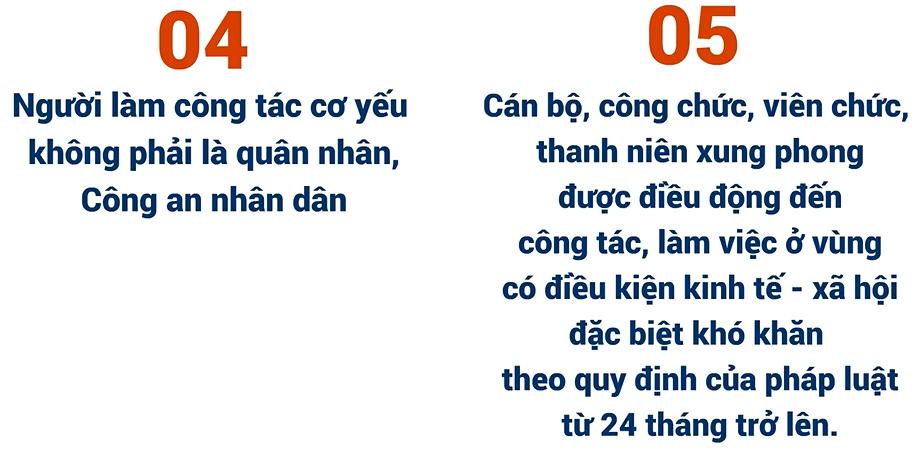 04
Người làm công tác cơ yếu
không phải là quân nhân,
Công an nhân dân
05
Cán bộ, công chức, viên chức,
thanh niên xung phong
được điều động đến
công tác, làm việc ở vùng
có điều kiện kinh tế - xã hội
đặc biệt khó khăn
theo quy định của pháp luật
từ 24 tháng trở lên.